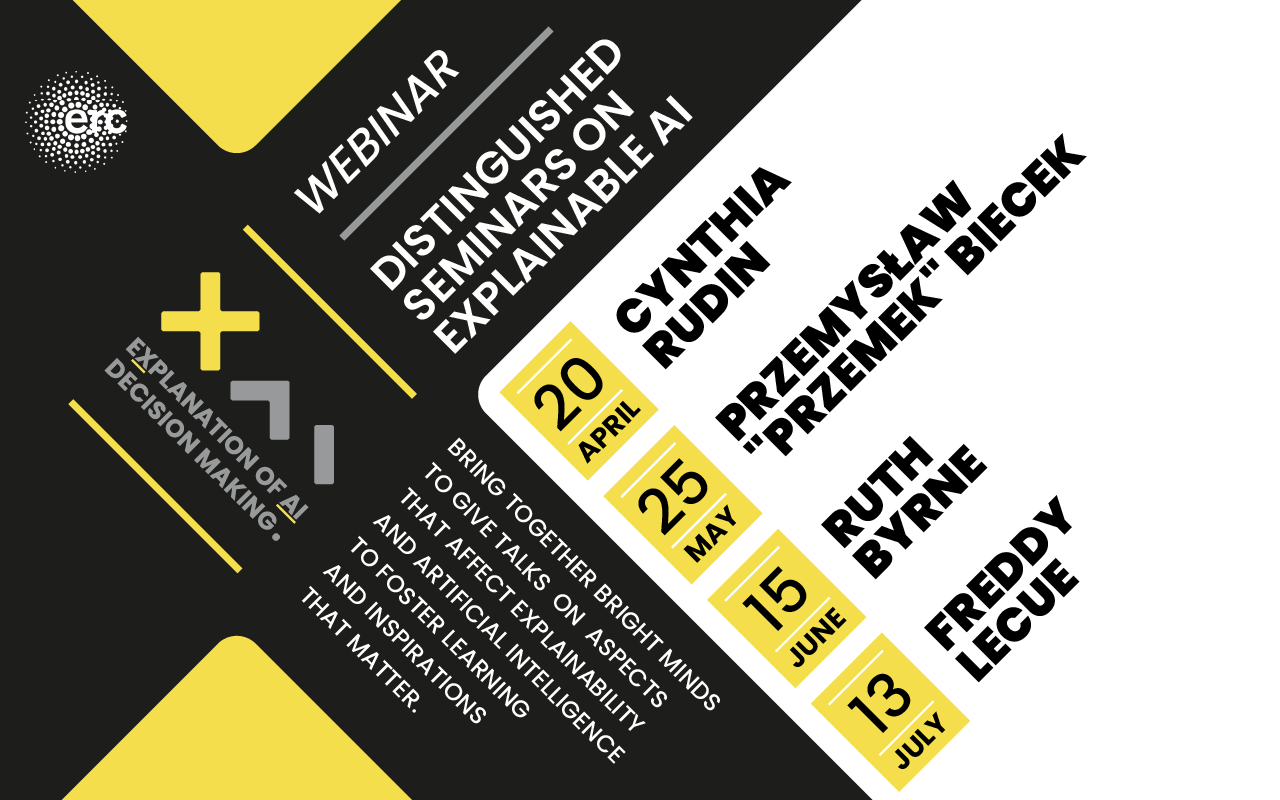 erc
WEBINAR
DISTINGUISHED
SEMINARS ON
EXPLAINABLE AI
EXPLANATION OF AI
DECISION MAKING.
BRING TOGETHER BRIGHT MINDS
TO GIVE TALKS ON ASPECTS
THAT AFFECT EXPLAINABILITY
AND ARTIFICIAL INTELLIGENCE
TO FOSTER LEARNING
AND INSPIRATIONS
THAT MATTER.
20
APRIL
CYNTHIA
RUDIN
25
MAY
PRZEMYSŁAW
"PRZEMEK" BIECEK
15
JUNE
RUTH
BYRNE
13
JULY
FREDDY
LECUE